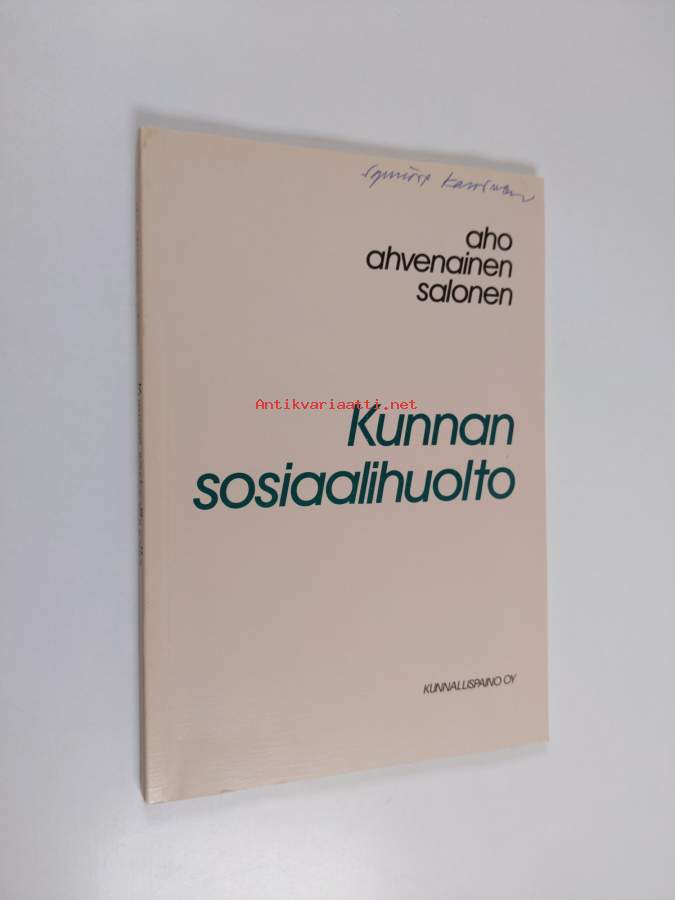 aho
ahvenainen
salonen
Antikvariaatti.net
Kunnan
sosiaalihuolto
KUNNALLISPAINO OY